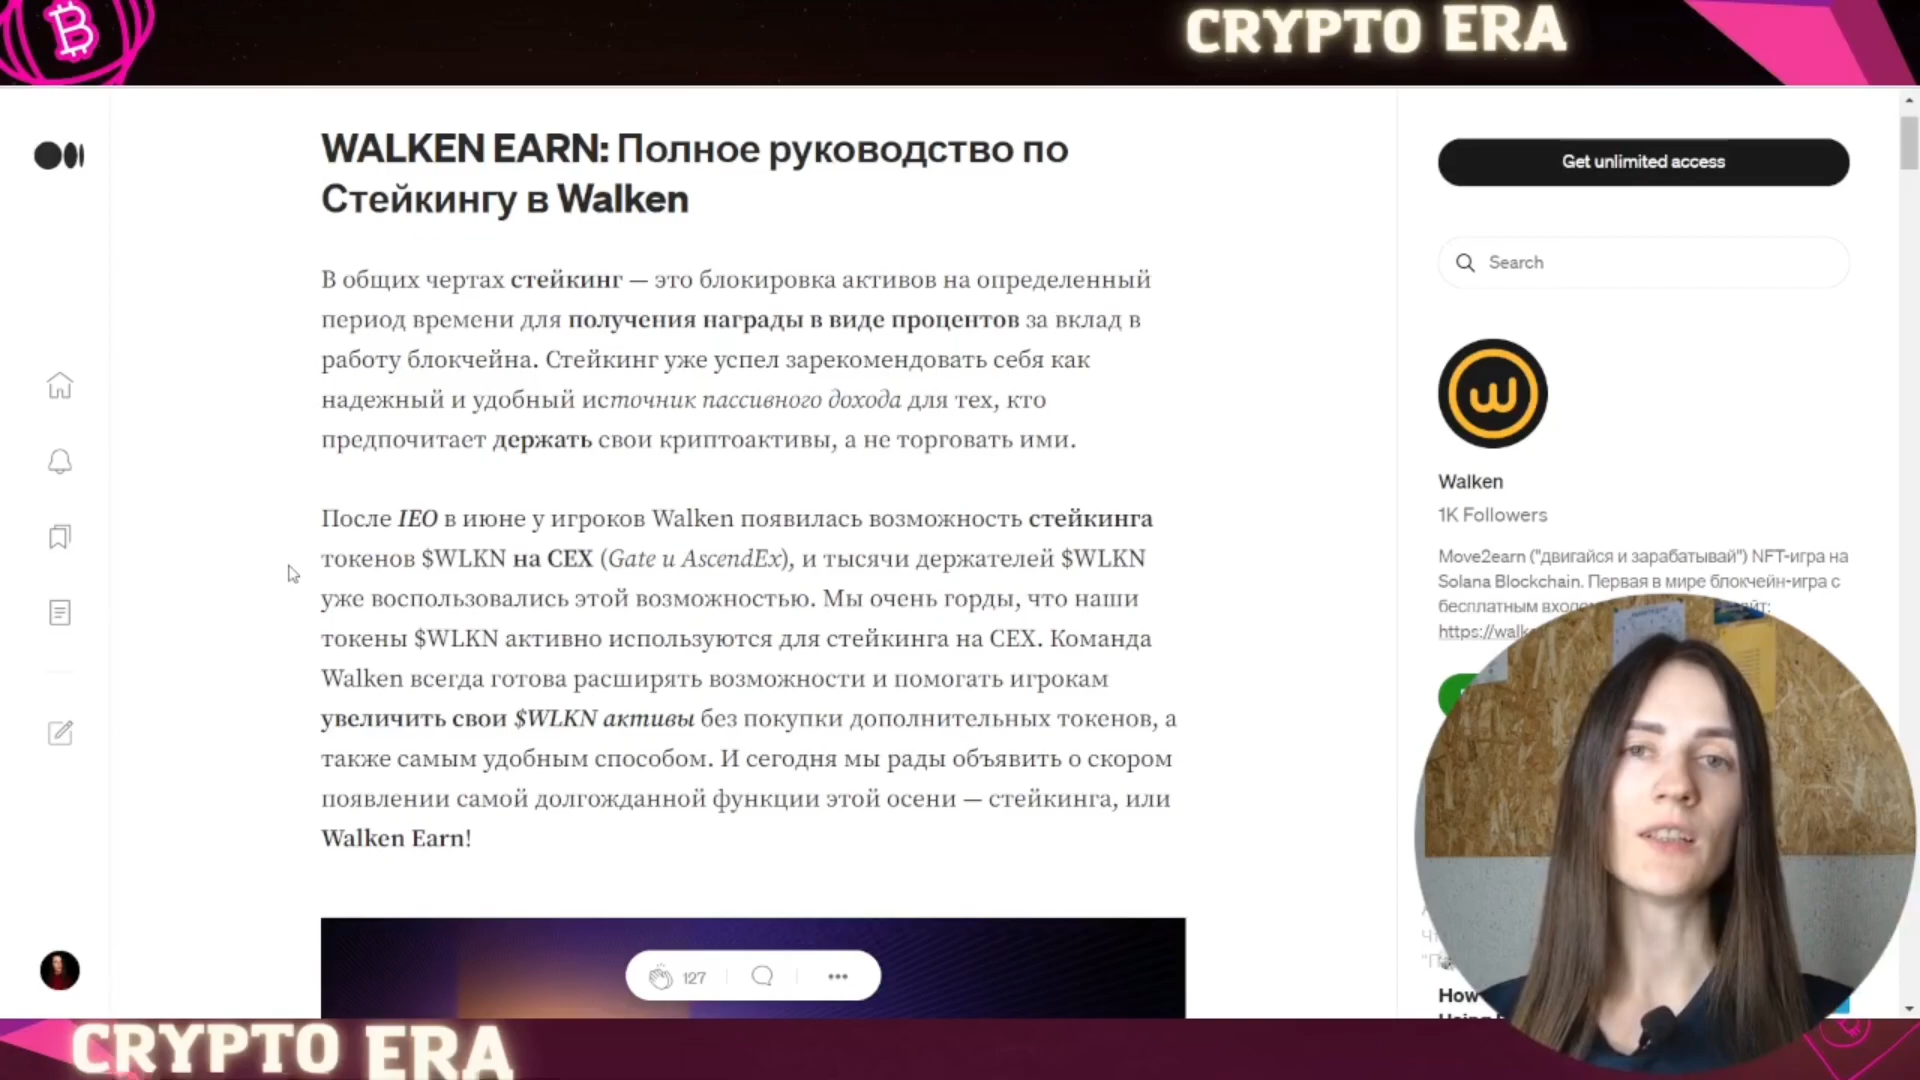 CRYPTO ERA
WALKEN EARN: Полное руководство по
Стейкингу в Walken
В общих чертах стейкинг — это блокировка активов на определенный
период времени для получения награды в виде процентов за вклад в
работу блокчейна. Стейкинг уже успел зарекомендовать себя как
надежный и удобный источник пассивного дохода для тех, кто
предпочитает держать свои криптоактивы, а не торговать ими.
После IEO в июне у игроков Walken появилась возможность стейкинга
токенов $WLKN на CEX (Gate и AscendEx), и тысячи держателей $WLKN
уже воспользовались этой возможностью. Мы очень горды, что наши
токены $WLKN активно используются для стейкинга на CEX. Команда
Walken всегда готова расширять возможности и помогать игрокам
увеличить свои $WLKN активы без покупки дополнительных токенов, а
также самым удобным способом. И сегодня мы рады объявить о скором
появлении самой долгожданной функции этой осени — стейкинга, или
Walken Earn!
127
Get unlimited access
Search
Walken
1K Followers
Move2earn ("двигайся и зарабатывай") NFT-игра на
Solana Blockchain. Первая в мире блокчейн-игра с
бесплатным
https://walk
How
CRYPTO ERA